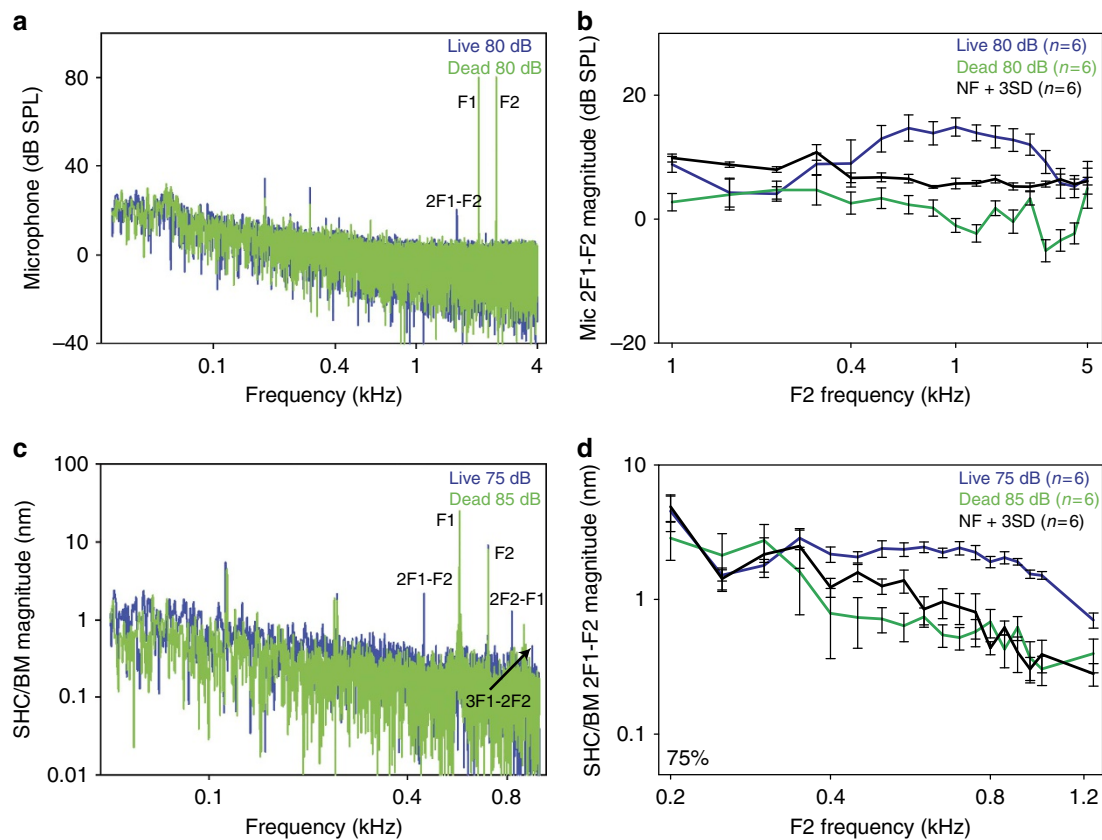 a
Live 80 dB
Dead 80 dB
F1
F2
2F1-F2
80
40
0
–40
0.1
0.4
1
4
Microphone (dB SPL)
Frequency (kHz)
b
Live 80 dB (n=6)
Dead 80 dB (n=6)
NF + 3SD (n=6)
20
0
–20
1
0.4
1
5
Mic 2F1-F2 magnitude (dB SPL)
F2 frequency (kHz)
c
Live 75 dB
Dead 85 dB
F1
F2
2F1-F2
2F2-F1
3F1-2F2
100
10
1
0.1
0.01
0.1
0.4
0.8
SHC/BM magnitude (nm)
Frequency (kHz)
d
Live 75 dB (n=6)
Dead 85 dB (n=6)
NF + 3SD (n=6)
10
1
0.1
75%
0.2
0.4
0.8
1.2
SHC/BM 2F1-F2 magnitude (nm)
F2 frequency (kHz)